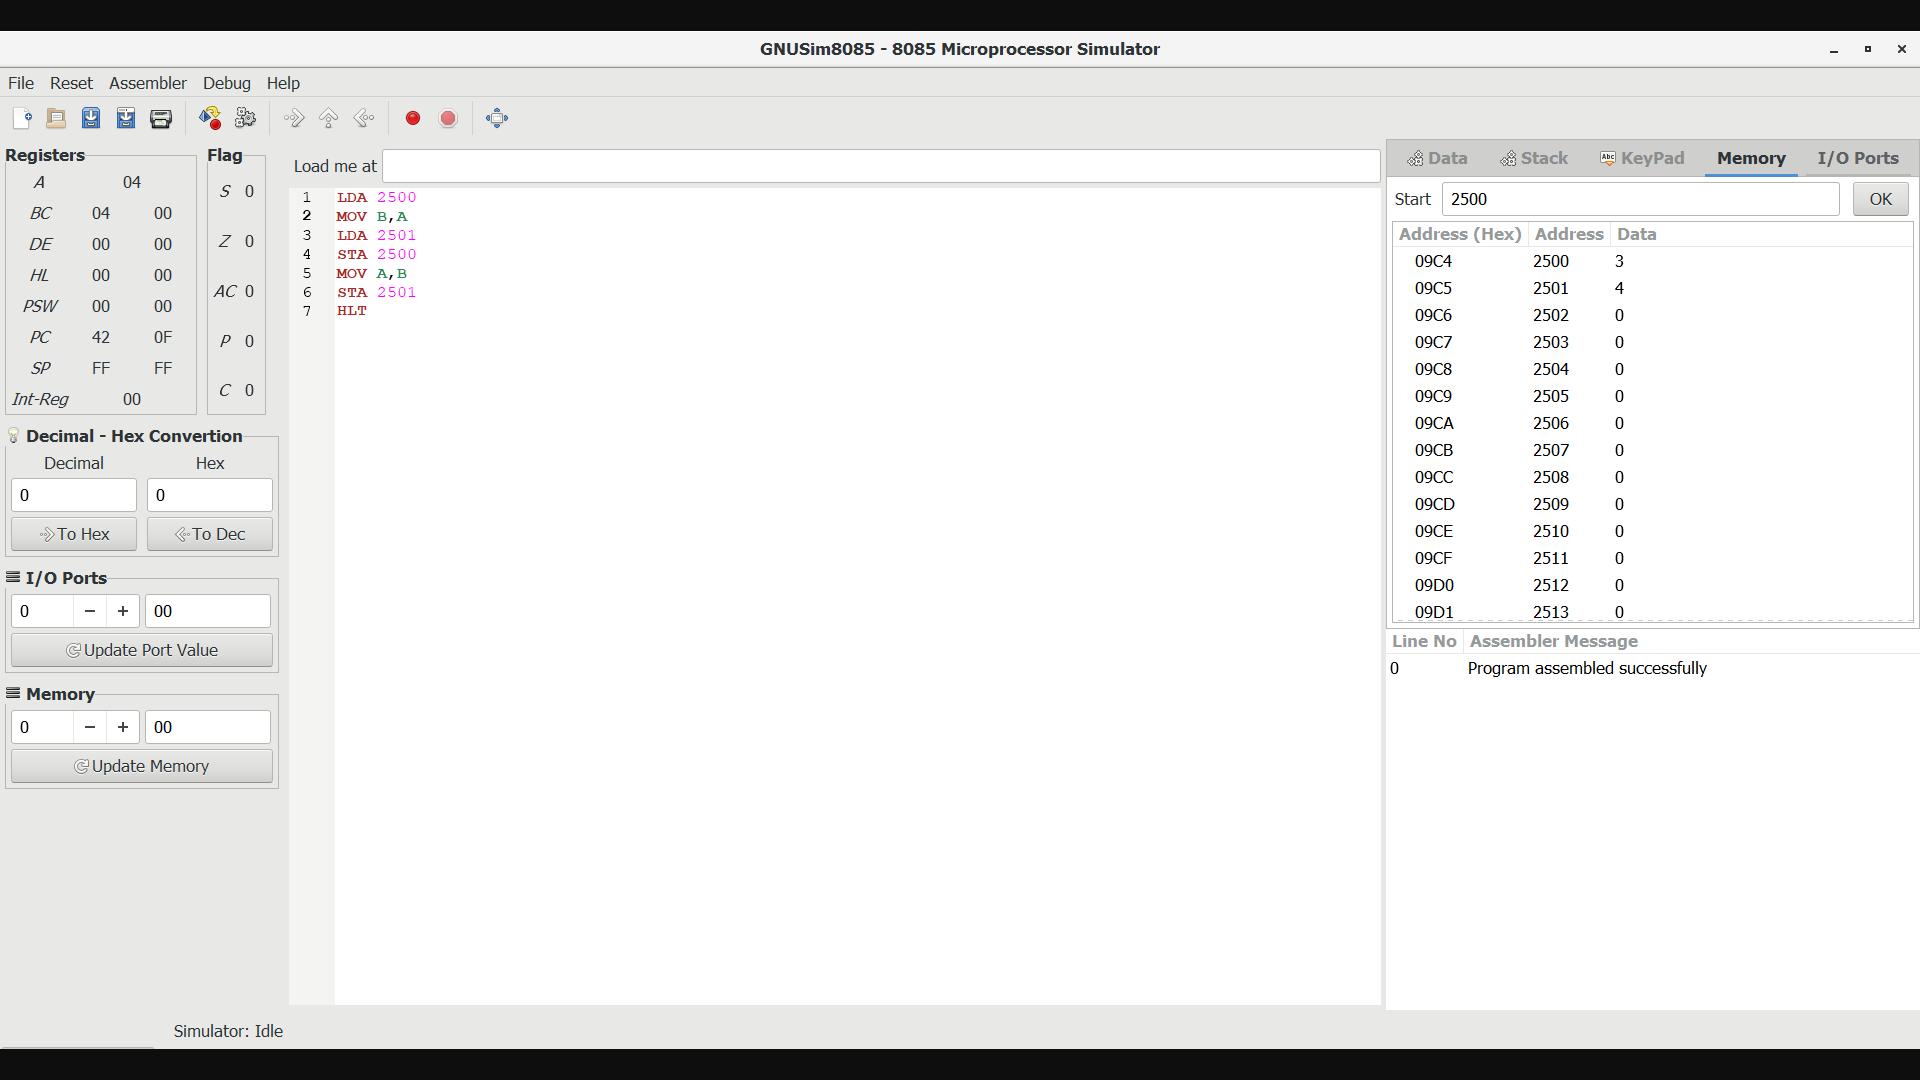 GNUSim8085 - 8085 Microprocessor Simulator
File Reset Assembler Debug Help
Registers
A 04
BC 04 00
DE 00 00
HL 00 00
PSW 00 00
PC 42 0F
SP FF FF
Int-Reg 00
Flag
S 0
Z 0
AC 0
P 0
C 0
Decimal - Hex Convertion
Decimal Hex
0 0
To Hex To Dec
I/O Ports
0 − + 00
Update Port Value
Memory
0 − + 00
Update Memory
Load me at
1 LDA 2500
2 MOV B,A
3 LDA 2501
4 STA 2500
5 MOV A,B
6 STA 2501
7 HLT
Data Stack Abc KeyPad Memory I/O Ports
Start 2500 OK
Address (Hex) Address Data
09C4 2500 3
09C5 2501 4
09C6 2502 0
09C7 2503 0
09C8 2504 0
09C9 2505 0
09CA 2506 0
09CB 2507 0
09CC 2508 0
09CD 2509 0
09CE 2510 0
09CF 2511 0
09D0 2512 0
09D1 2513 0
Line No Assembler Message
0 Program assembled successfully
Simulator: Idle